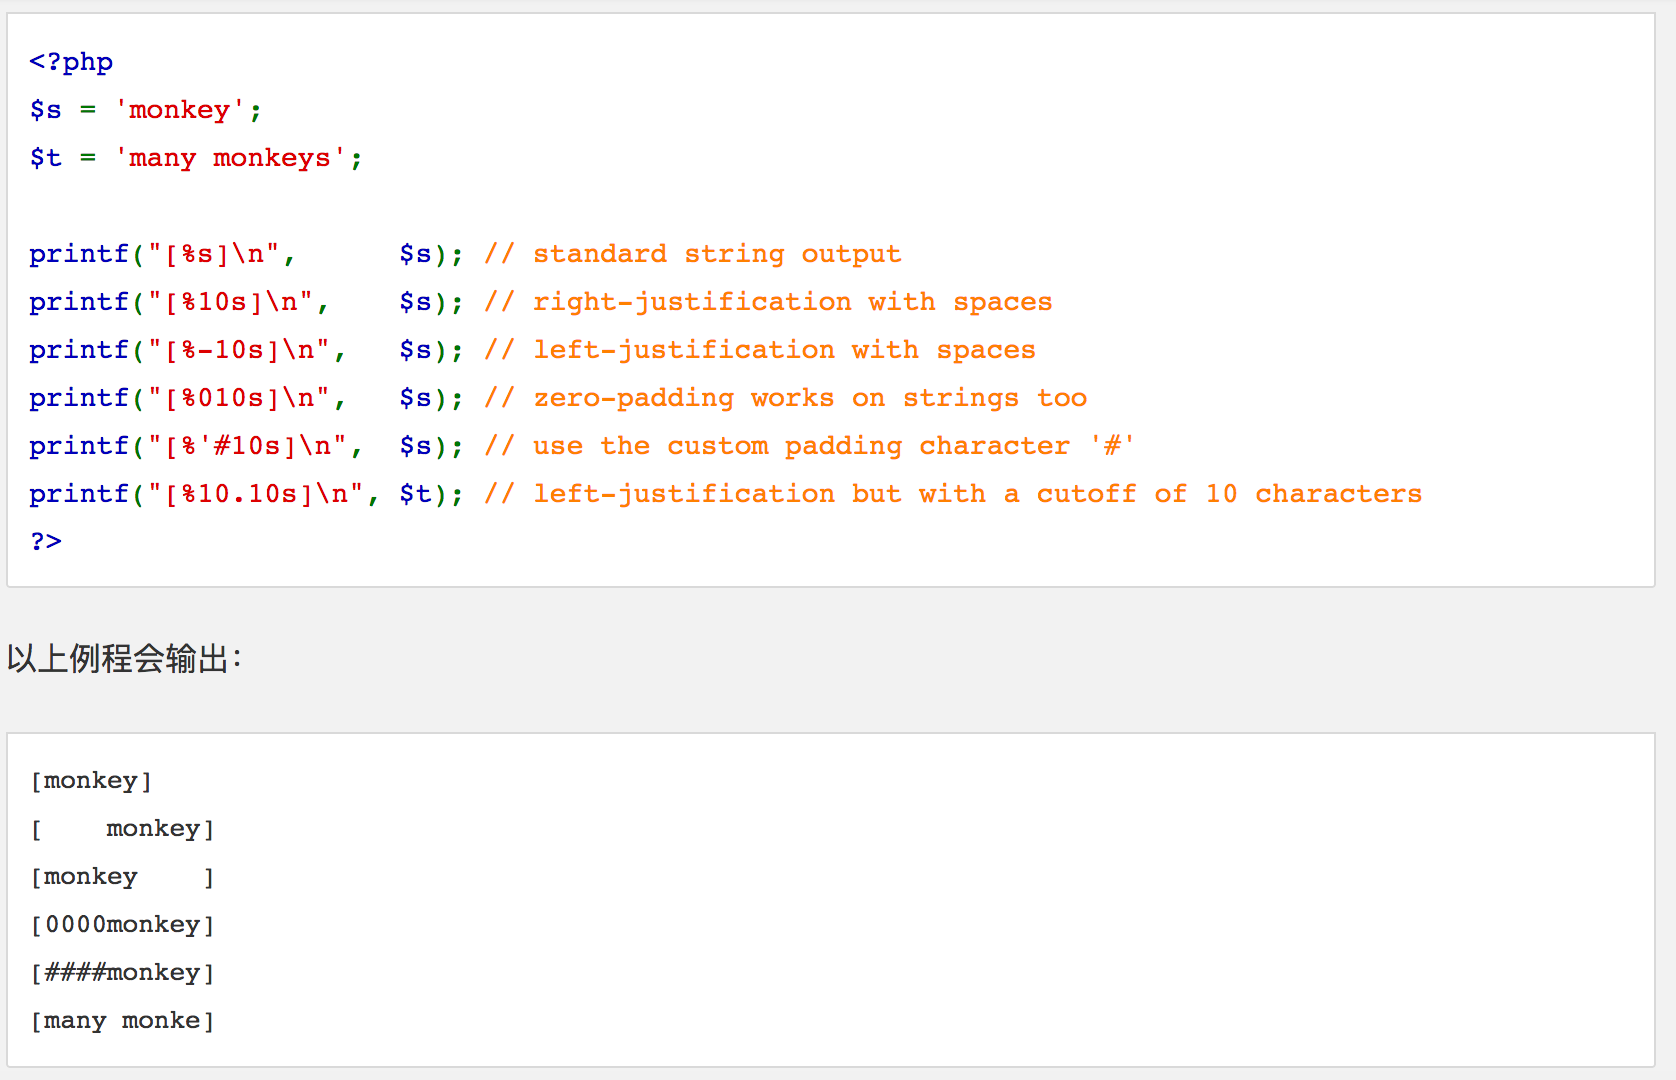 <?php
$s = 'monkey';
$t = 'many monkeys';

printf("[%s]\n",      $s); // standard string output
printf("[%10s]\n",    $s); // right-justification with spaces
printf("[%-10s]\n",   $s); // left-justification with spaces
printf("[%010s]\n",   $s); // zero-padding works on strings too
printf("[%'#10s]\n",  $s); // use the custom padding character '#'
printf("[%10.10s]\n", $t); // left-justification but with a cutoff of 10 characters
?>
以上例程会输出：
[monkey]
[    monkey]
[monkey    ]
[0000monkey]
[####monkey]
[many monke]